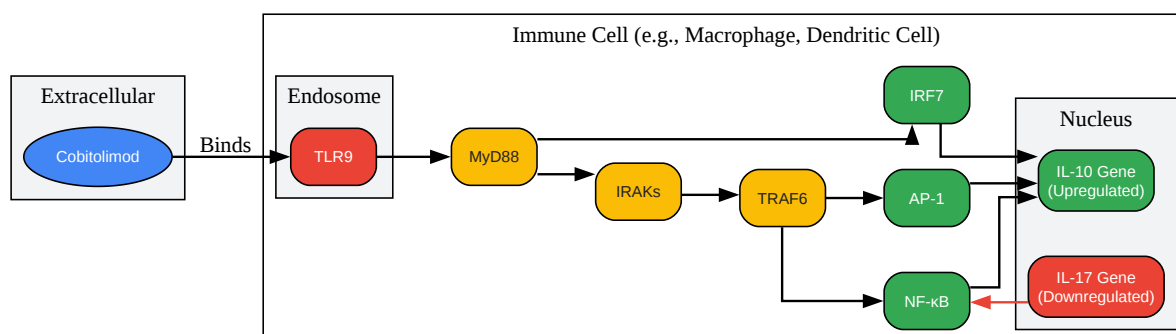 Immune Cell (e.g., Macrophage, Dendritic Cell)
Extracellular
Cobitolimod
Binds
Endosome
TLR9
MyD88
IRAKs
TRAF6
IRF7
AP-1
NF-κB
Nucleus
IL-10 Gene
(Upregulated)
IL-17 Gene
(Downregulated)